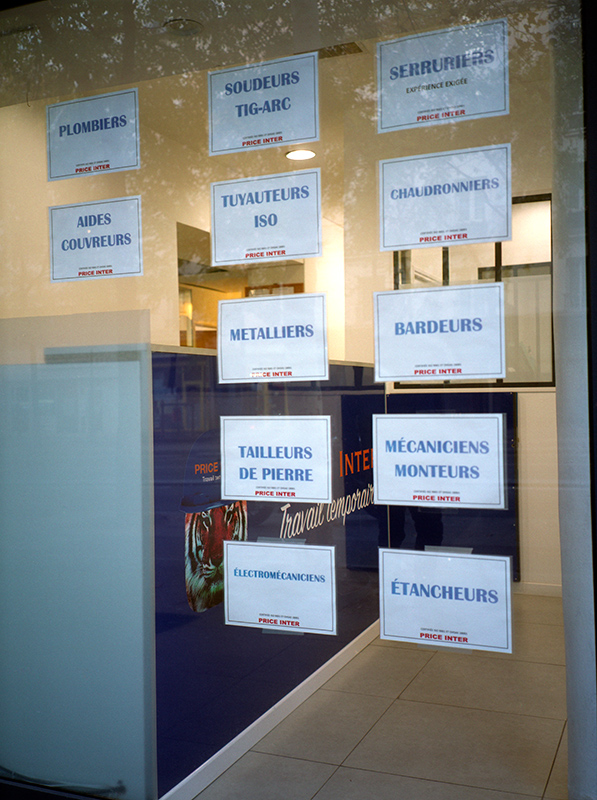 PLOMBIERS
PRICE INTER
AIDES
COUVREURS
PRICE INTER
SOUDEURS
TIG-ARC
PRICE INTER
TUYAUTEURS
ISO
PRICE INTER
METALLIERS
PRICE INTER
TAILLEURS
DE PIERRE
PRICE INTER
ÉLECTROMÉCANICIENS
PRICE INTER
SERRURIERS
EXPÉRIENCE EXIGÉE
PRICE INTER
CHAUDRONNIERS
PRICE INTER
BARDEURS
PRICE INTER
MÉCANICIENS
MONTEURS
PRICE INTER
ÉTANCHEURS
PRICE INTER
PRICE
Travail
INTER
Travail temporair